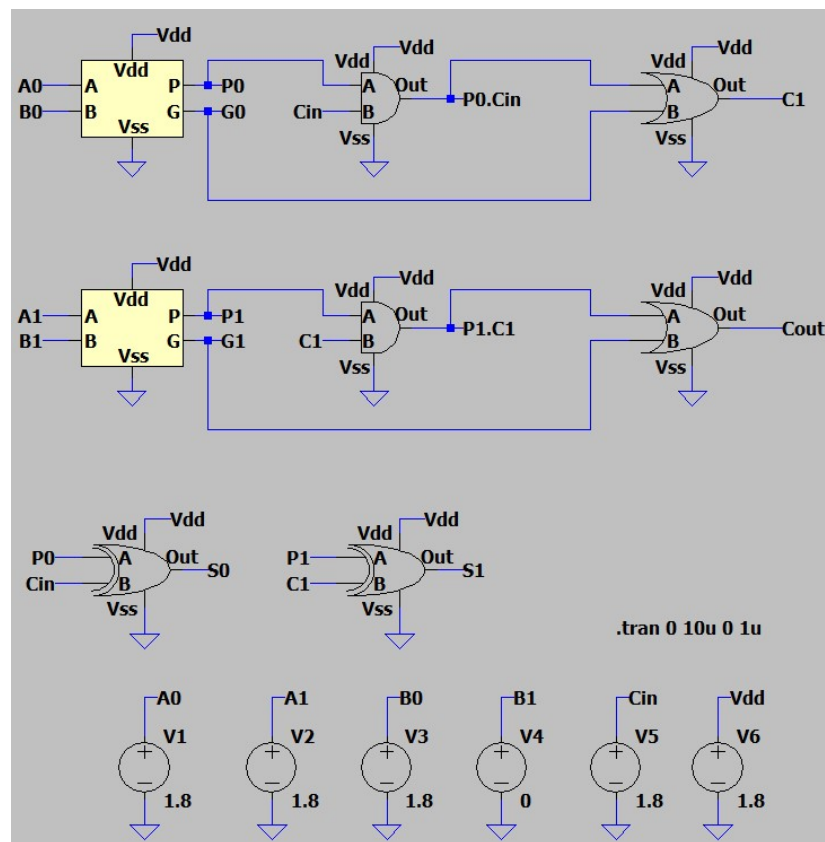 Vdd Vdd Vdd
Vdd Vdd
A0 A P P0 A Out P0.Cin A Out C1
B0 B G G0 Cin B B
Vss Vss Vss
Vdd Vdd Vdd
Vdd Vdd
A1 A P P1 A Out P1.C1 A Out Cout
B1 B G G1 C1 B B
Vss Vss Vss
Vdd Vdd
Vdd Vdd
P0 A Out S0 P1 A Out S1
Cin B C1 B
Vss Vss
.tran 0 10u 0 1u
A0 A1 B0 B1 Cin Vdd
V1 V2 V3 V4 V5 V6
1.8 1.8 1.8 0 1.8 1.8